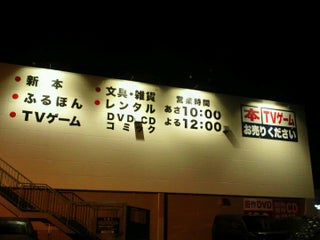 新本
ふるほん
TVゲーム
文具・雑貨
レンタル
DVD CD
コミック
営業時間
あさ10:00
よる12:00
本 TVゲーム
お売りください